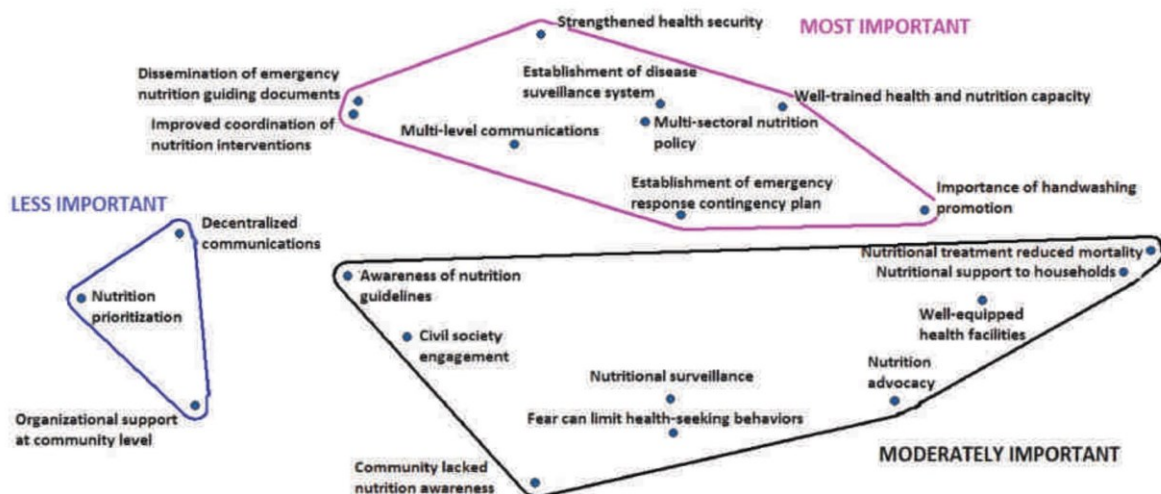 Strengthened health security
MOST IMPORTANT
Dissemination of emergency
nutrition guiding documents
Establishment of disease
suveillance system
Well-trained health and nutrition capacity
Improved coordination of
nutrition interventions
Multi-level communications
Multi-sectoral nutrition
policy
Establishment of emergency
response contingency plan
Importance of handwashing
promotion
LESS IMPORTANT
Decentralized
communications
Nutrition
prioritization
Organizational support
at community level
Awareness of nutrition
guidelines
Nutritional treatment reduced mortality
Nutritional support to households
Well-equipped
health facilities
Civil society
engagement
Nutrition
advocacy
Nutritional surveillance
Fear can limit health-seeking behaviors
Community lacked
nutrition awareness
MODERATELY IMPORTANT